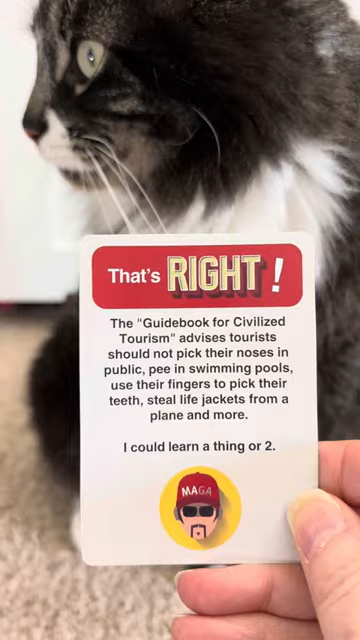 That's RIGHT!
The "Guidebook for Civilized
Tourism" advises tourists
should not pick their noses in
public, pee in swimming pools,
use their fingers to pick their
teeth, steal life jackets from a
plane and more.
I could learn a thing or 2.
MAGA